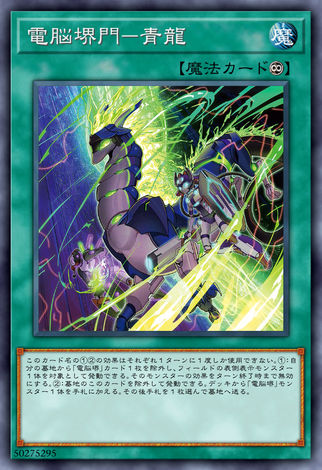 電脳堺門－青龍
魔
【魔法カード∞】
このカード名の①②の効果はそれぞれ１ターンに１度しか使用できない。①：自
分の墓地から「電脳堺」カード１枚を除外し、フィールドの表側表示モンスター
１体を対象として発動できる。そのモンスターの効果をターン終了時まで無効
にする。②：墓地のこのカードを除外して発動できる。デッキから「電脳堺」モン
スター１体を手札に加える。その後手札を１枚選んで墓地へ送る。
50275295